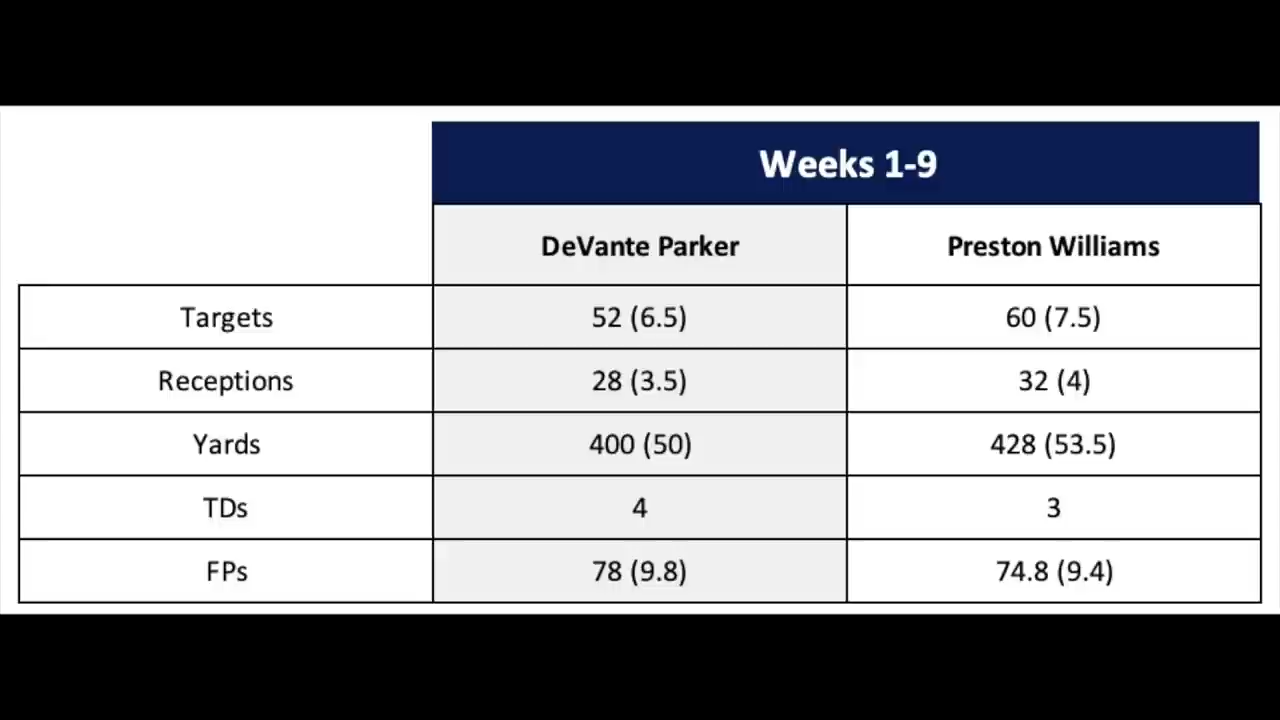 Weeks 1-9
DeVante Parker Preston Williams
Targets 52 (6.5) 60 (7.5)
Receptions 28 (3.5) 32 (4)
Yards 400 (50) 428 (53.5)
TDs 4 3
FPs 78 (9.8) 74.8 (9.4)